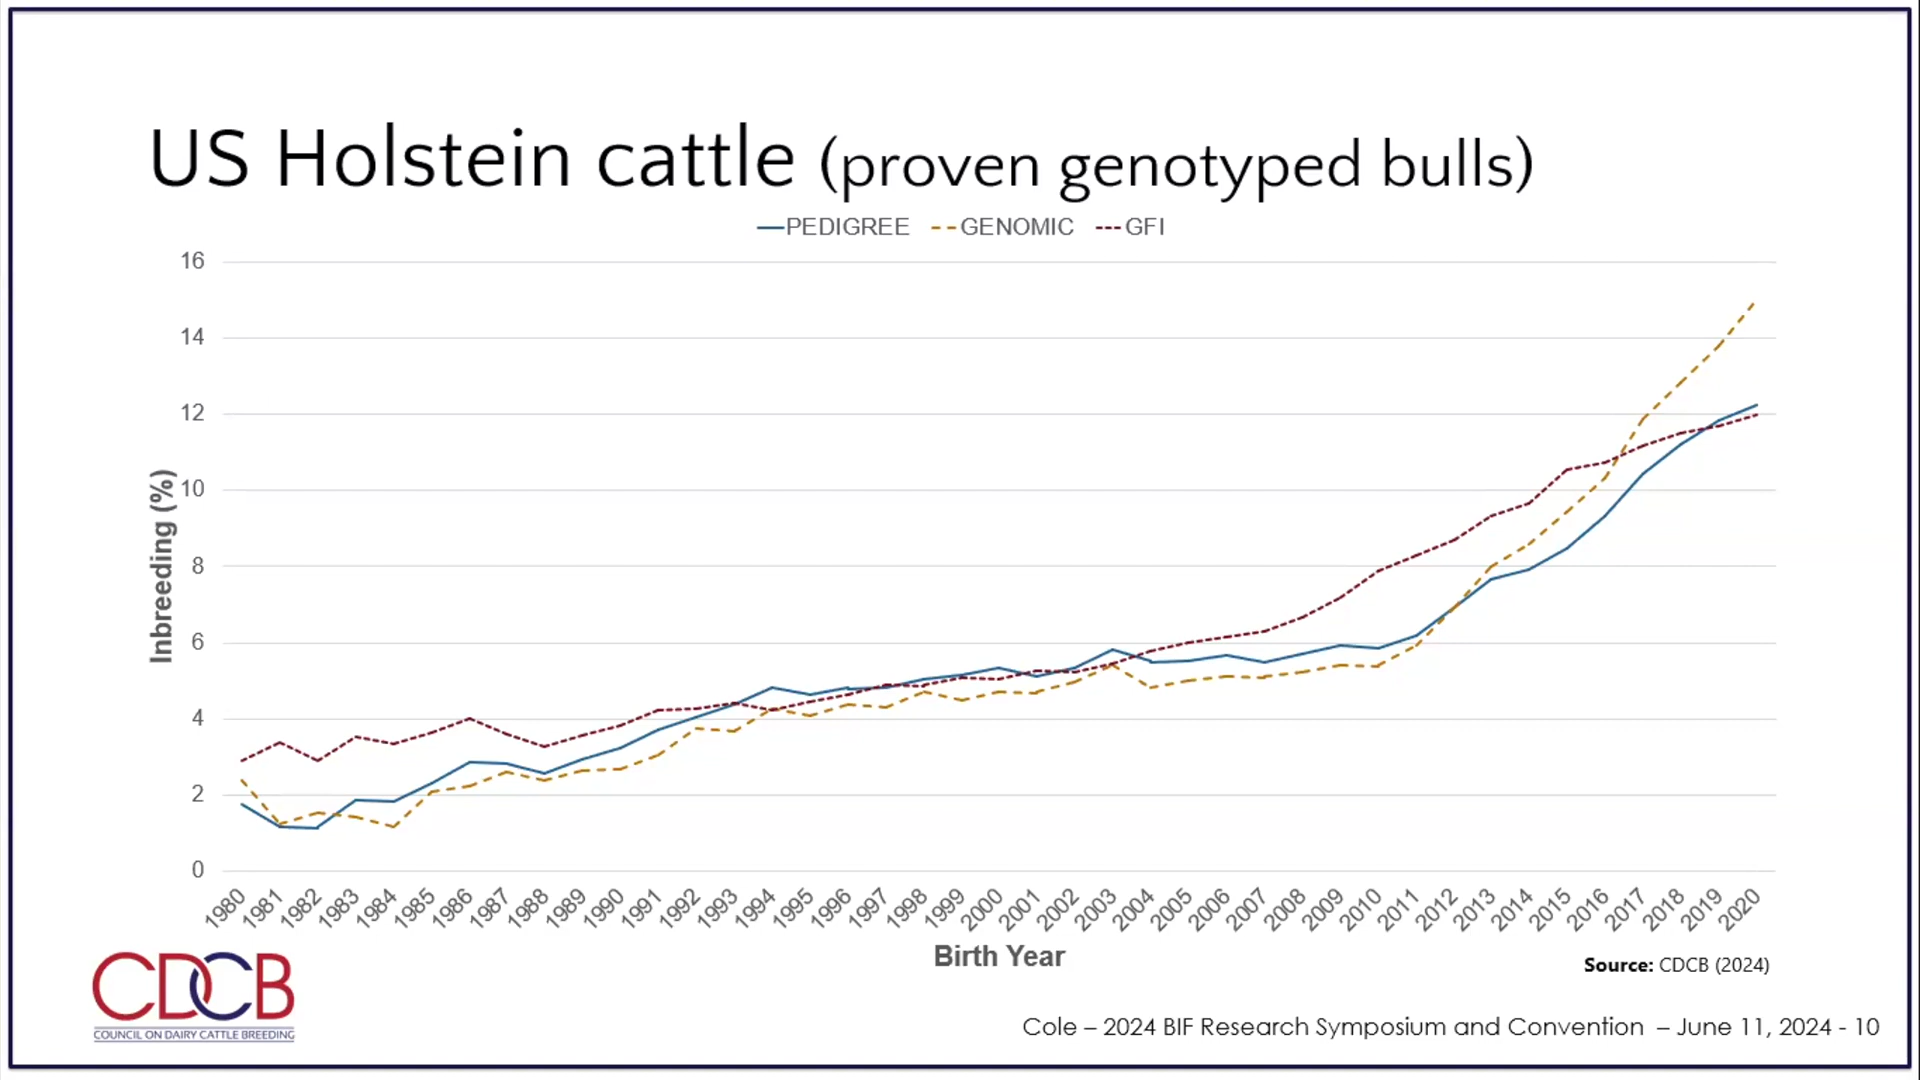 US Holstein cattle (proven genotyped bulls)
PEDIGREE GENOMIC GFI
16
14
12
10
8
6
4
2
0
Inbreeding (%)
1980 1981 1982 1983 1984 1985 1986 1987 1988 1989 1990 1991 1992 1993 1994 1995 1996 1997 1998 1999 2000 2001 2002 2003 2004 2005 2006 2007 2008 2009 2010 2011 2012 2013 2014 2015 2016 2017 2018 2019 2020
Birth Year
Source: CDCB (2024)
CDCB
COUNCIL ON DAIRY CATTLE BREEDING
Cole – 2024 BIF Research Symposium and Convention – June 11, 2024 - 10